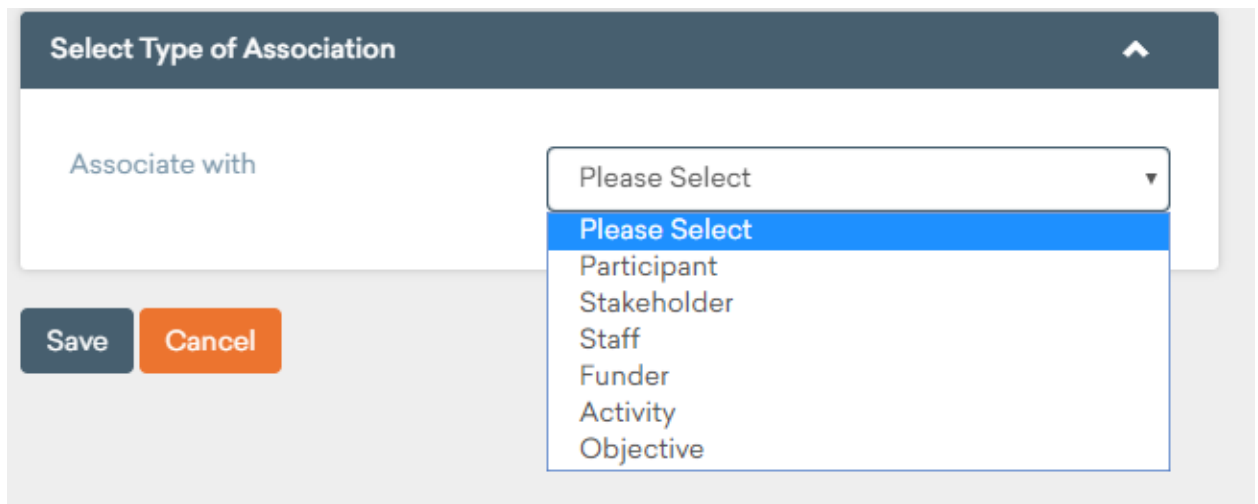 Select Type of Association
Associate with
Please Select
Please Select
Participant
Stakeholder
Staff
Funder
Activity
Objective
Save
Cancel